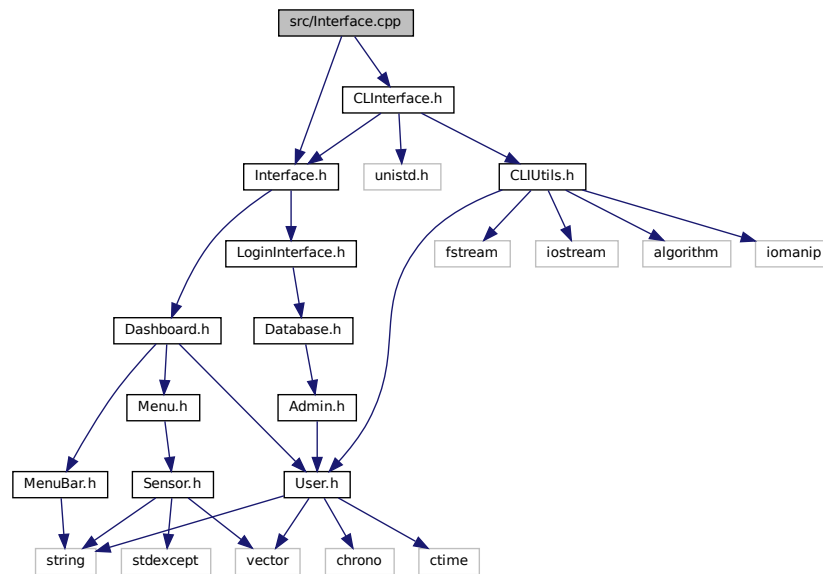 src/Interface.cpp
CLInterface.h
Interface.h
unistd.h
CLIUtils.h
LoginInterface.h
fstream
iostream
algorithm
iomanip
Dashboard.h
Database.h
Menu.h
Admin.h
MenuBar.h
Sensor.h
User.h
string
stdexcept
vector
chrono
ctime